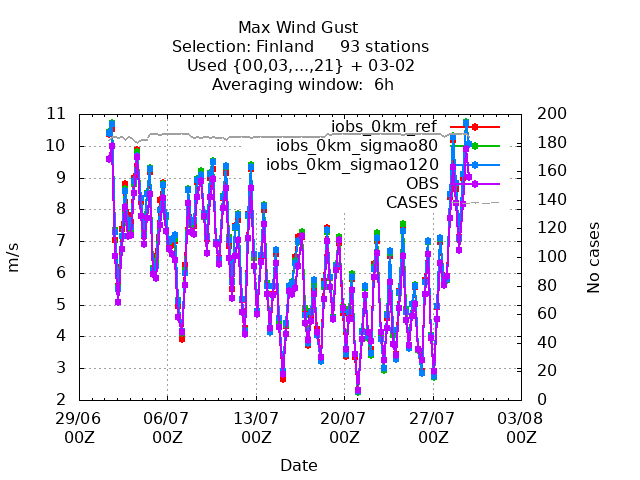 Max Wind Gust
Selection: Finland 93 stations
Used {00,03,...,21} + 03-02
Averaging window: 6h
11
10
9
8
7
6
5
4
3
2
m/s
200
180
160
140
120
100
80
60
40
20
0
No cases
iobs_0km_ref
iobs_0km_sigmao80
iobs_0km_sigmao120
OBS
CASES
29/06 06/07 13/07 20/07 27/07 03/08
00Z 00Z 00Z 00Z 00Z 00Z
Date